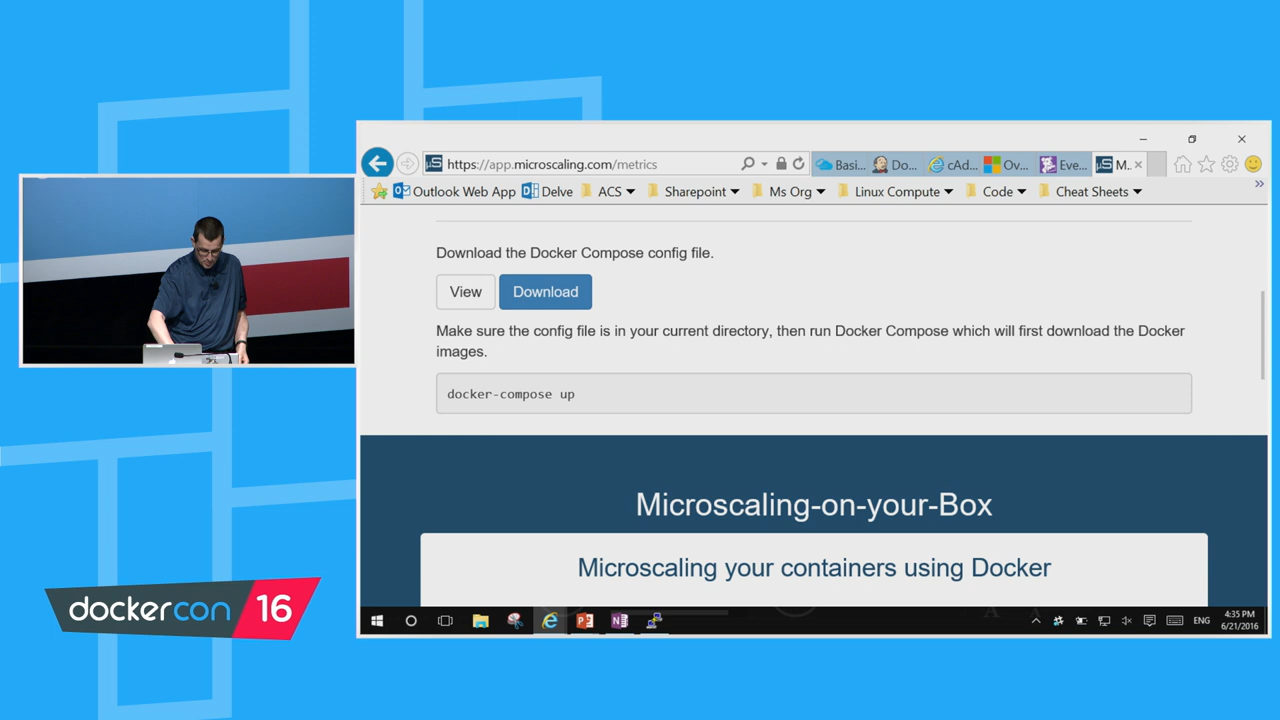 https://app.microscaling.com/metrics
Basi...
Do...
cAd...
Ov...
Eve...
M...
Outlook Web App
Delve
ACS
Sharepoint
Ms Org
Linux Compute
Code
Cheat Sheets
Download the Docker Compose config file.
View
Download
Make sure the config file is in your current directory, then run Docker Compose which will first download the Docker
images.
docker-compose up
Microscaling-on-your-Box
Microscaling your containers using Docker
ENG
4:35 PM
6/21/2016
dockercon 16